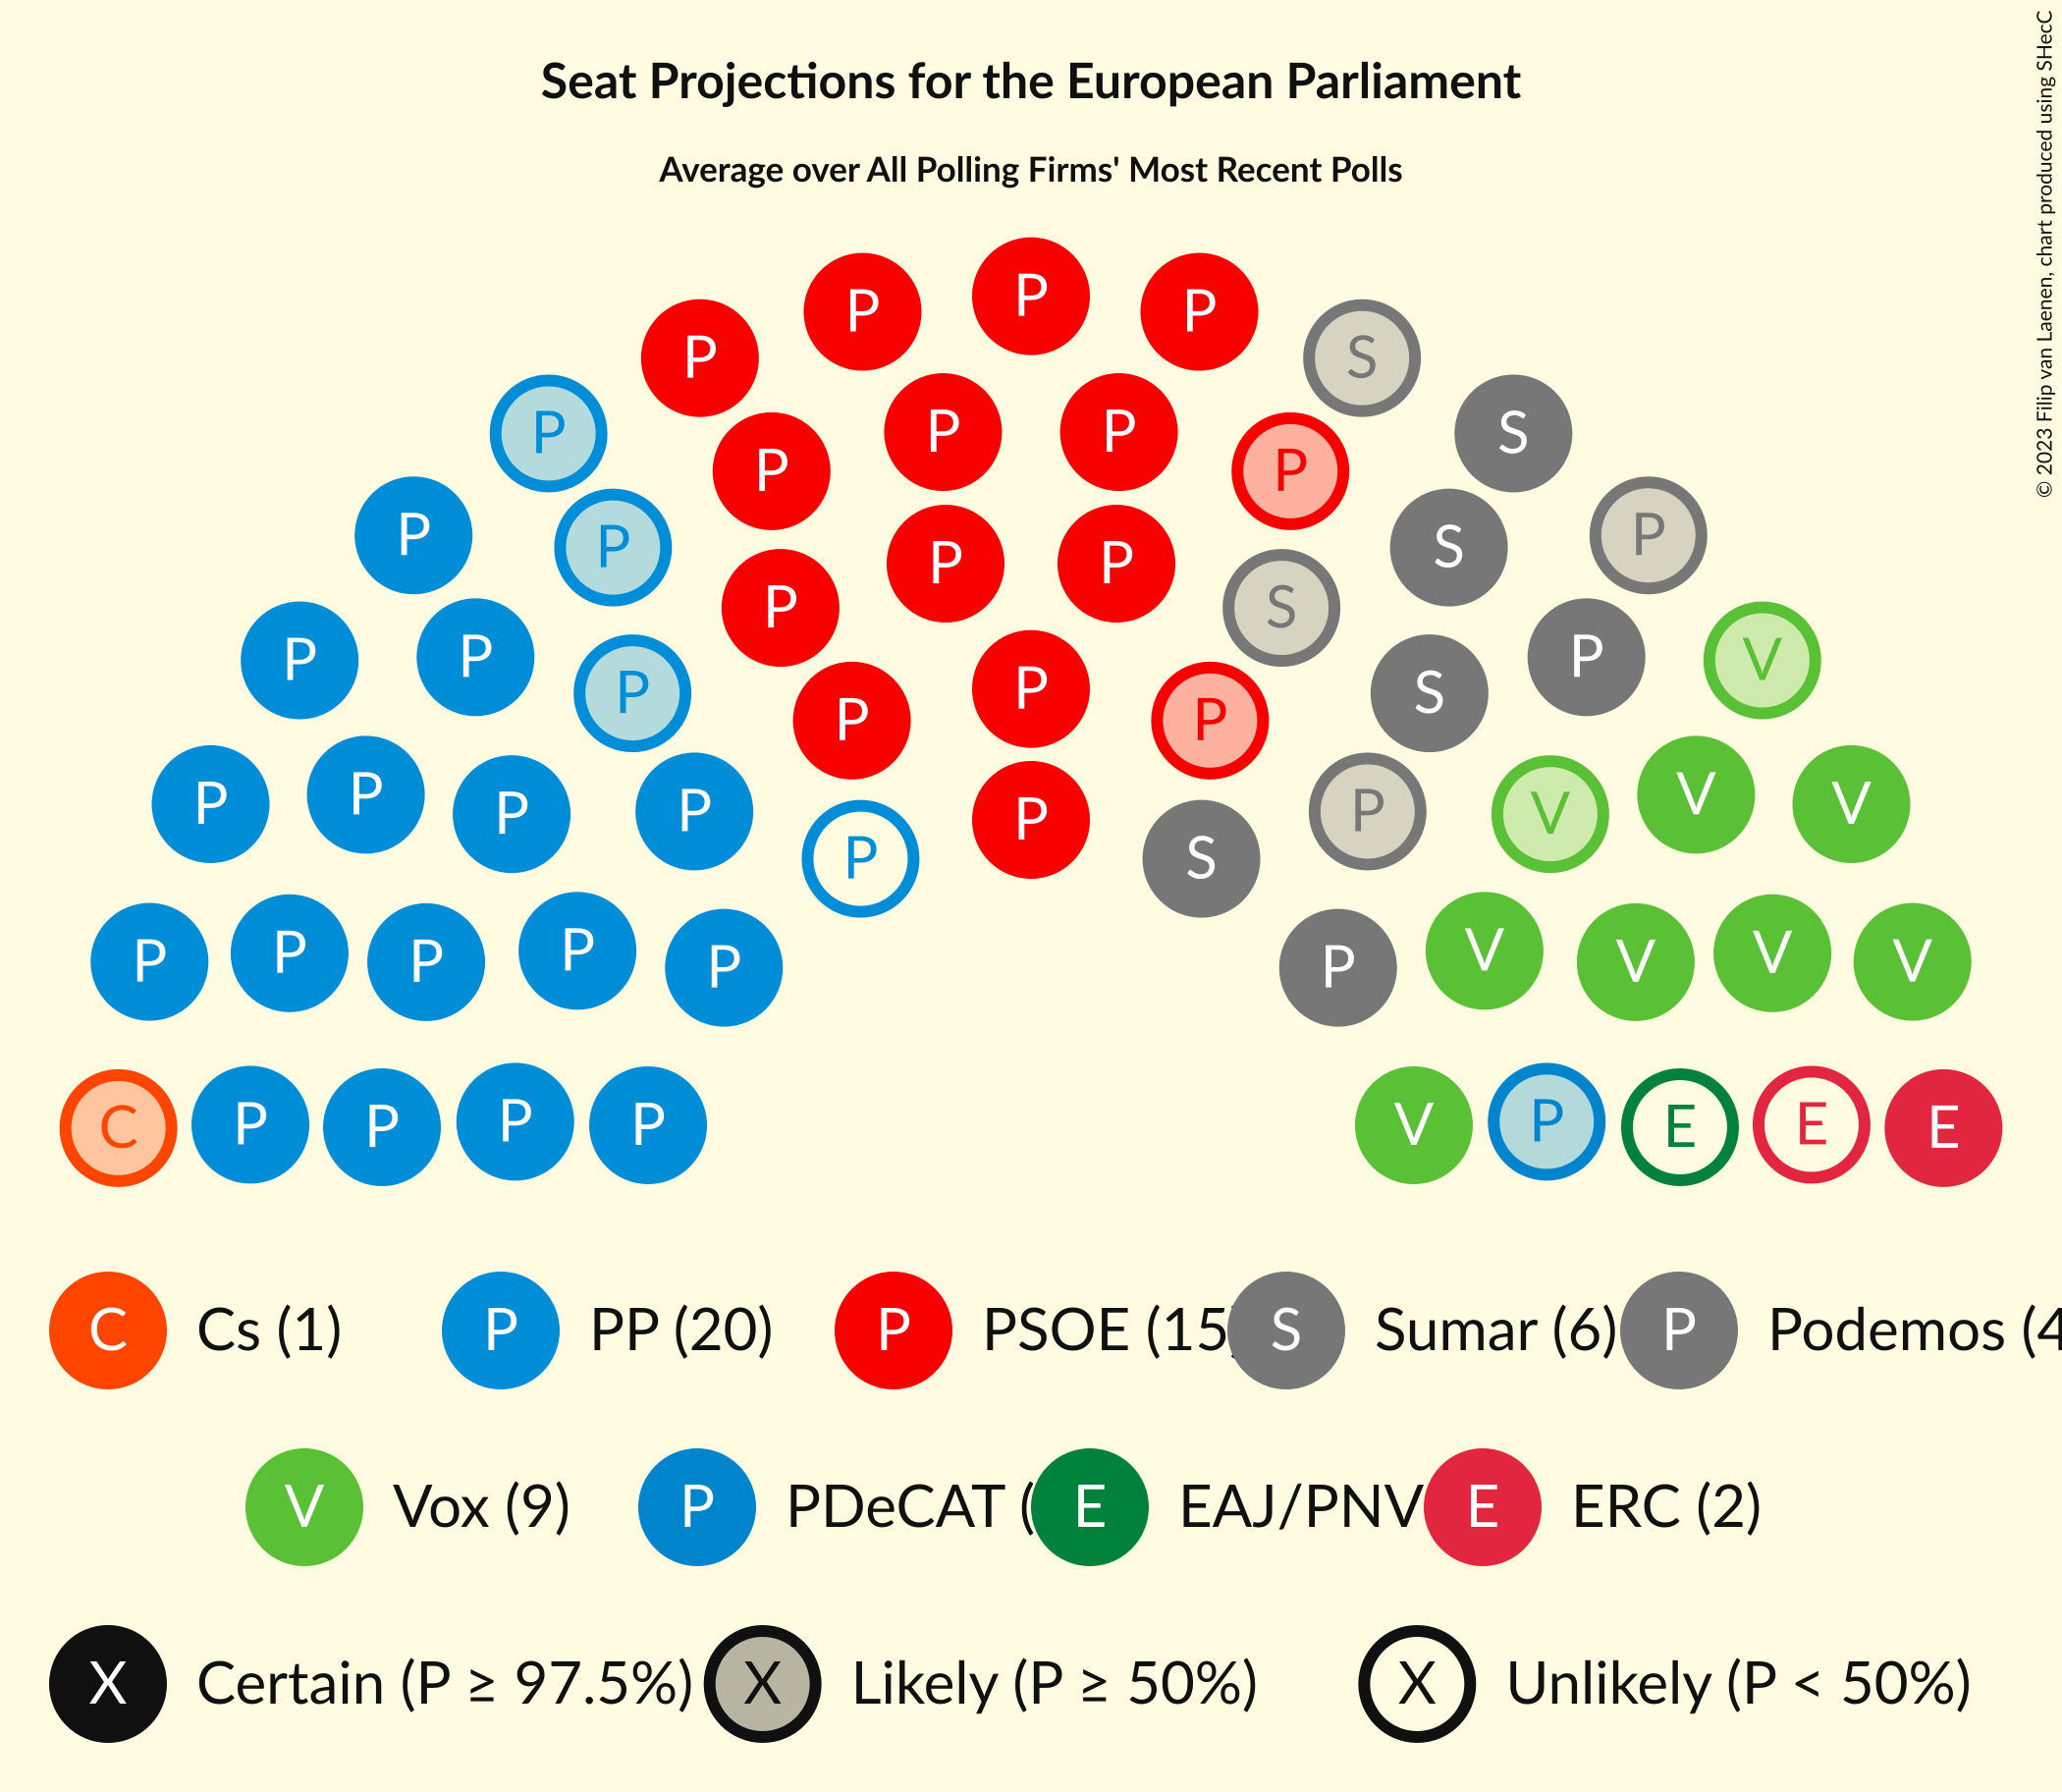 Seat Projections for the European Parliament
Average over All Polling Firms' Most Recent Polls
© 2023 Filip van Laenen, chart produced using SHecC
P
P P
P S
P P P S
P P P P
P P S P
P P
P P S
P P S P V
P P S
P P
P P V V
P P V
P P
P S
P P V V
P V
P P
C P P P P V P E E E
C Cs (1) P PP (20) P PSOE (15 S Sumar (6) P Podemos (4
V Vox (9) P PDeCAT ( E EAJ/PNV E ERC (2)
X Certain (P ≥ 97.5%) X Likely (P ≥ 50%) X Unlikely (P < 50%)